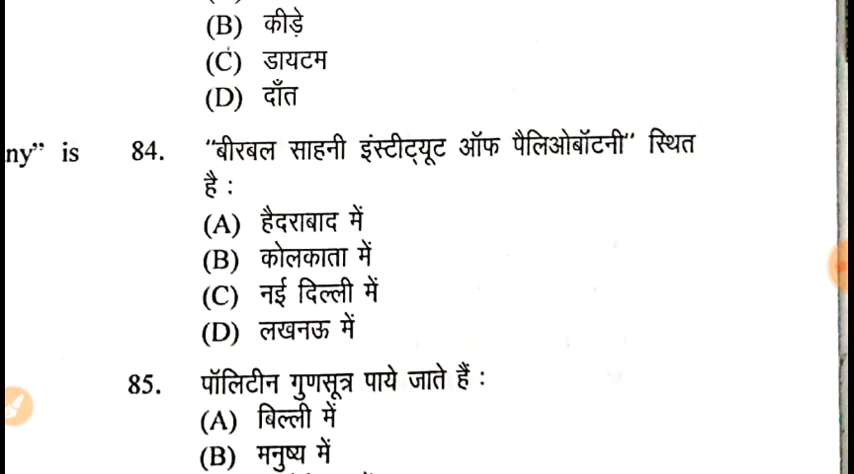 (B) कीड़े
(C) डायटम
(D) दाँत
ny” is 84. “बीरबल साहनी इंस्टीट्यूट ऑफ पैलिओबॉटनी” स्थित
है :
(A) हैदराबाद में
(B) कोलकाता में
(C) नई दिल्ली में
(D) लखनऊ में
85. पॉलिटीन गुणसूत्र पाये जाते हैं :
(A) बिल्ली में
(B) मनुष्य में